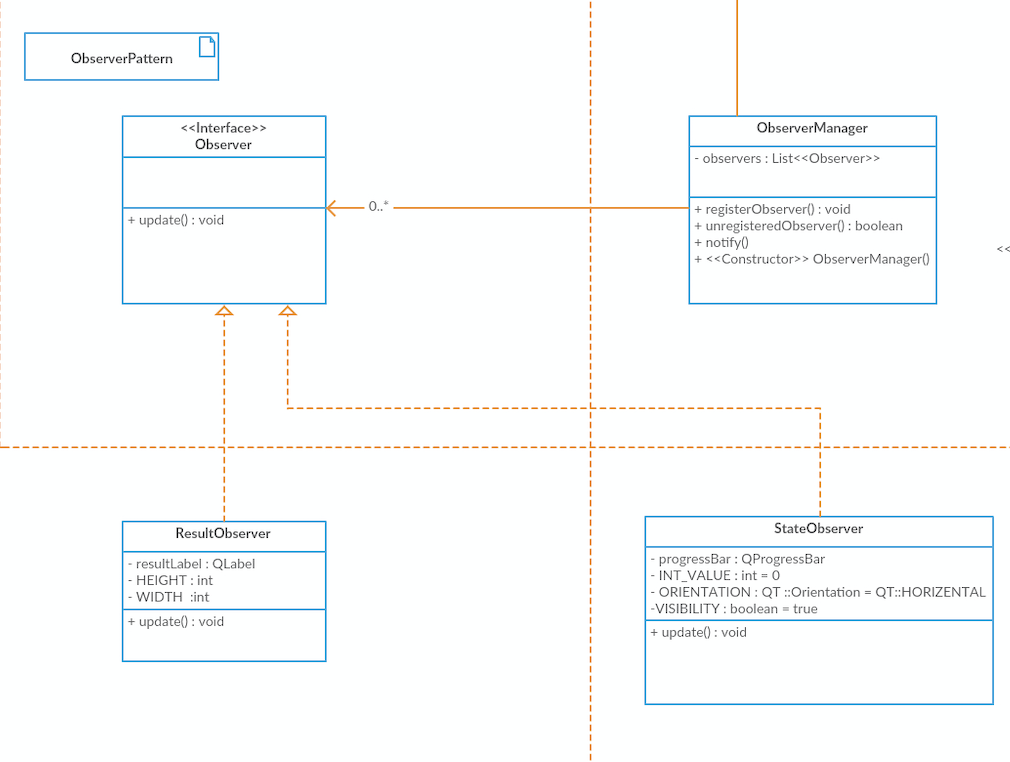 ObserverPattern
<<Interface>>
Observer
+ update() : void
0..*
ObserverManager
- observers : List<<Observer>>
+ registerObserver() : void
+ unregisteredObserver() : boolean
+ notify()
+ <<Constructor>> ObserverManager()
<<
ResultObserver
- resultLabel : QLabel
- HEIGHT : int
- WIDTH  :int
+ update() : void
StateObserver
- progressBar : QProgressBar
- INT_VALUE : int = 0
- ORIENTATION : QT ::Orientation = QT::HORIZENTAL
-VISIBILITY : boolean = true
+ update() : void